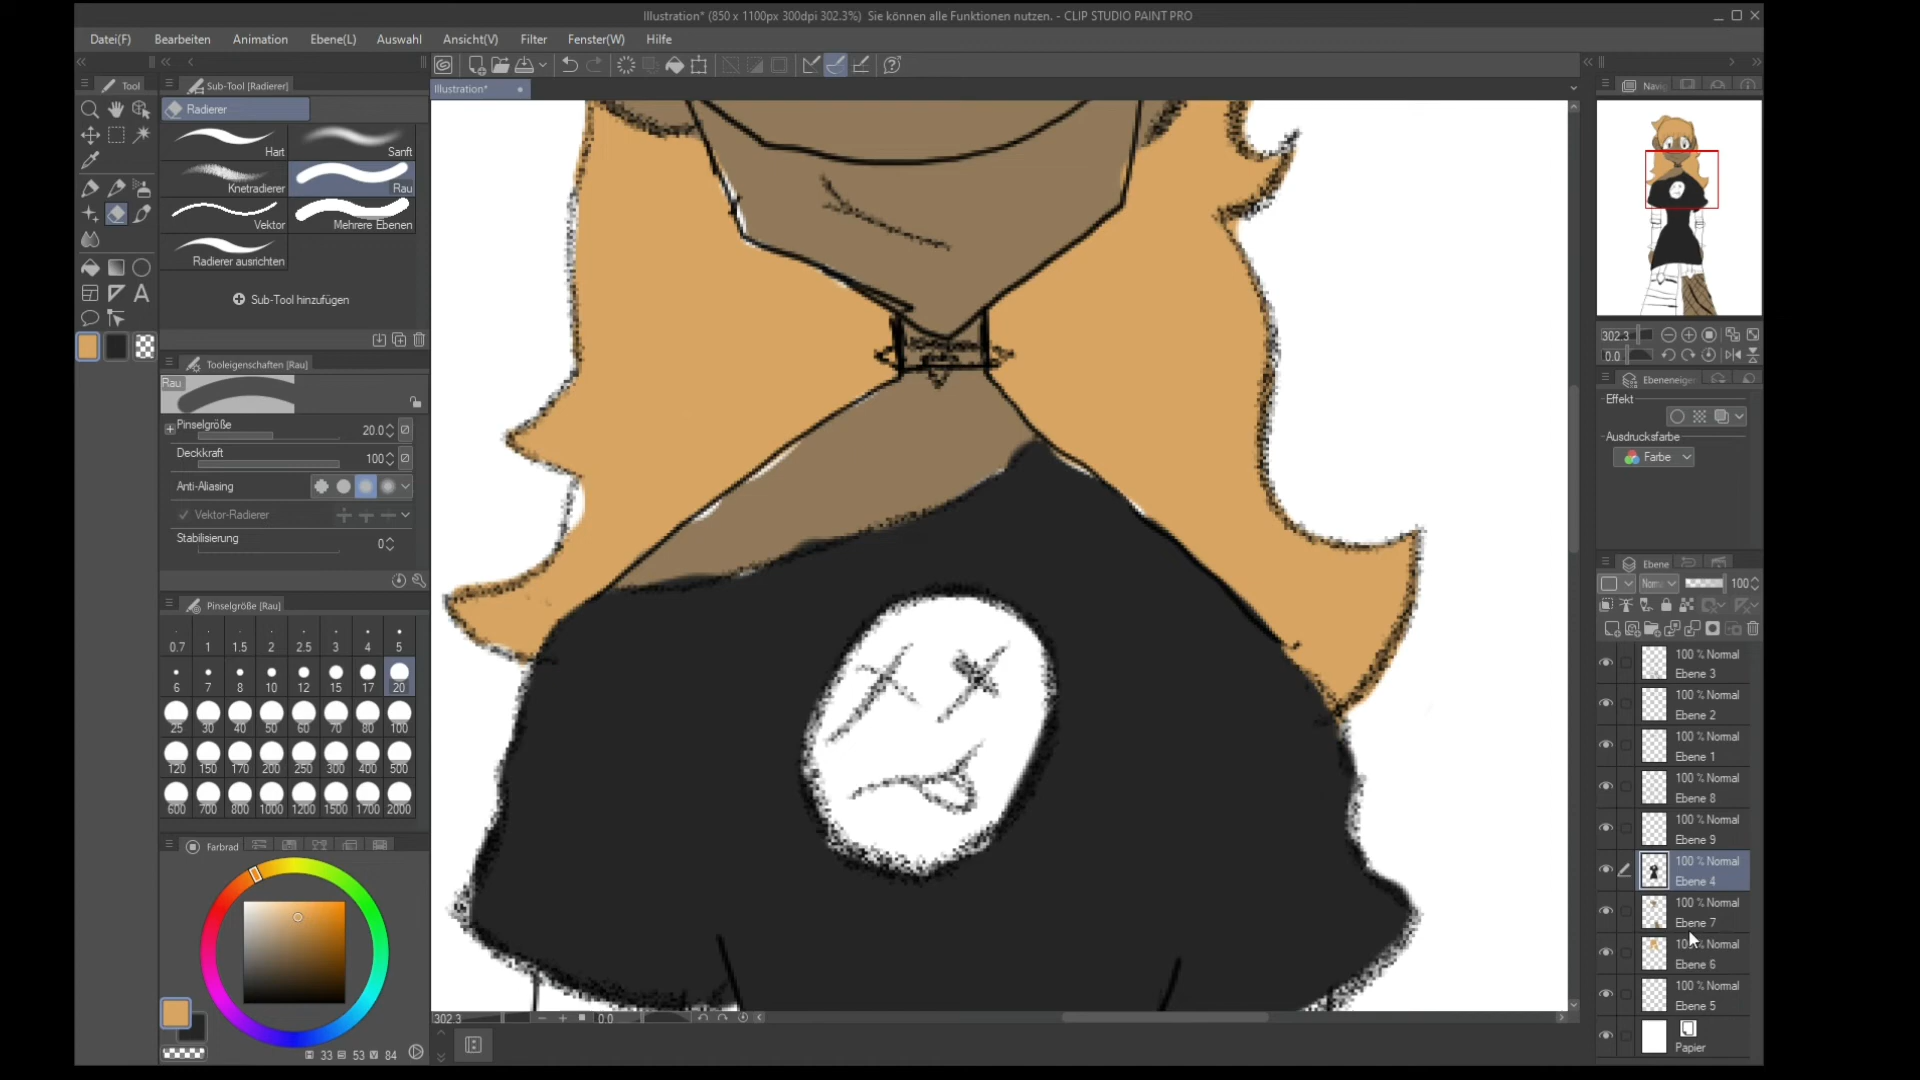 Illustration* (850 x 1100px 300dpi 302.3%)  Sie können alle Funktionen nutzen. - CLIP STUDIO PAINT PRO
Datei(F) Bearbeiten Animation Ebene(L) Auswahl Ansicht(V) Filter Fenster(W) Hilfe
Tool
Sub-Tool [Radierer]
Radierer
Hart
Sanft
Knetradierer
Rau
Vektor
Mehrere Ebenen
Radierer ausrichten
Sub-Tool hinzufügen
Tooleigenschaften [Rau]
Rau
Pinselgröße 20.0
Deckkraft 100
Anti-Aliasing
Vektor-Radierer
Stabilisierung 0
Pinselgröße [Rau]
0.7 1 1.5 2 2.5 3 4 5
6 7 8 10 12 15 17 20
25 30 40 50 60 70 80 100
120 150 170 200 250 300 400 500
600 700 800 1000 1200 1500 1700 2000
Farbrad
33 53 84
Illustration*
302.3 0.0
Navig
302.3
0.0
Ebeneneigen
Effekt
Ausdrucksfarbe
Farbe
Ebene
100
100 % Normal
Ebene 3
100 % Normal
Ebene 2
100 % Normal
Ebene 1
100 % Normal
Ebene 8
100 % Normal
Ebene 9
100 % Normal
Ebene 4
100 % Normal
Ebene 7
100 % Normal
Ebene 6
100 % Normal
Ebene 5
Papier